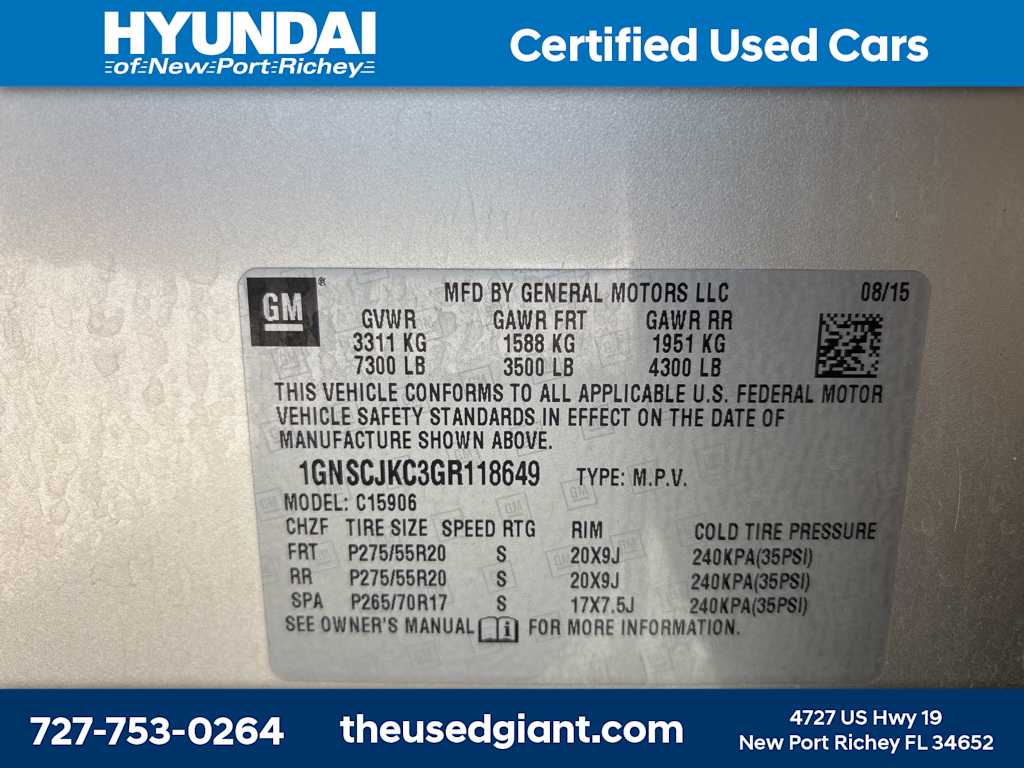 HYUNDAI
of New Port Richey
Certified Used Cars
GM®
MFD BY GENERAL MOTORS LLC 08/15
GVWR GAWR FRT GAWR RR
3311 KG 1588 KG 1951 KG
7300 LB 3500 LB 4300 LB
THIS VEHICLE CONFORMS TO ALL APPLICABLE U.S. FEDERAL MOTOR
VEHICLE SAFETY STANDARDS IN EFFECT ON THE DATE OF
MANUFACTURE SHOWN ABOVE.
1GNSCJKC3GR118649 TYPE: M.P.V.
MODEL: C15906
CHZF TIRE SIZE SPEED RTG RIM COLD TIRE PRESSURE
FRT P275/55R20 S 20X9J 240KPA(35PSI)
RR P275/55R20 S 20X9J 240KPA(35PSI)
SPA P265/70R17 S 17X7.5J 240KPA(35PSI)
SEE OWNER'S MANUAL i FOR MORE INFORMATION.
727-753-0264
theusedgiant.com
4727 US Hwy 19
New Port Richey FL 34652